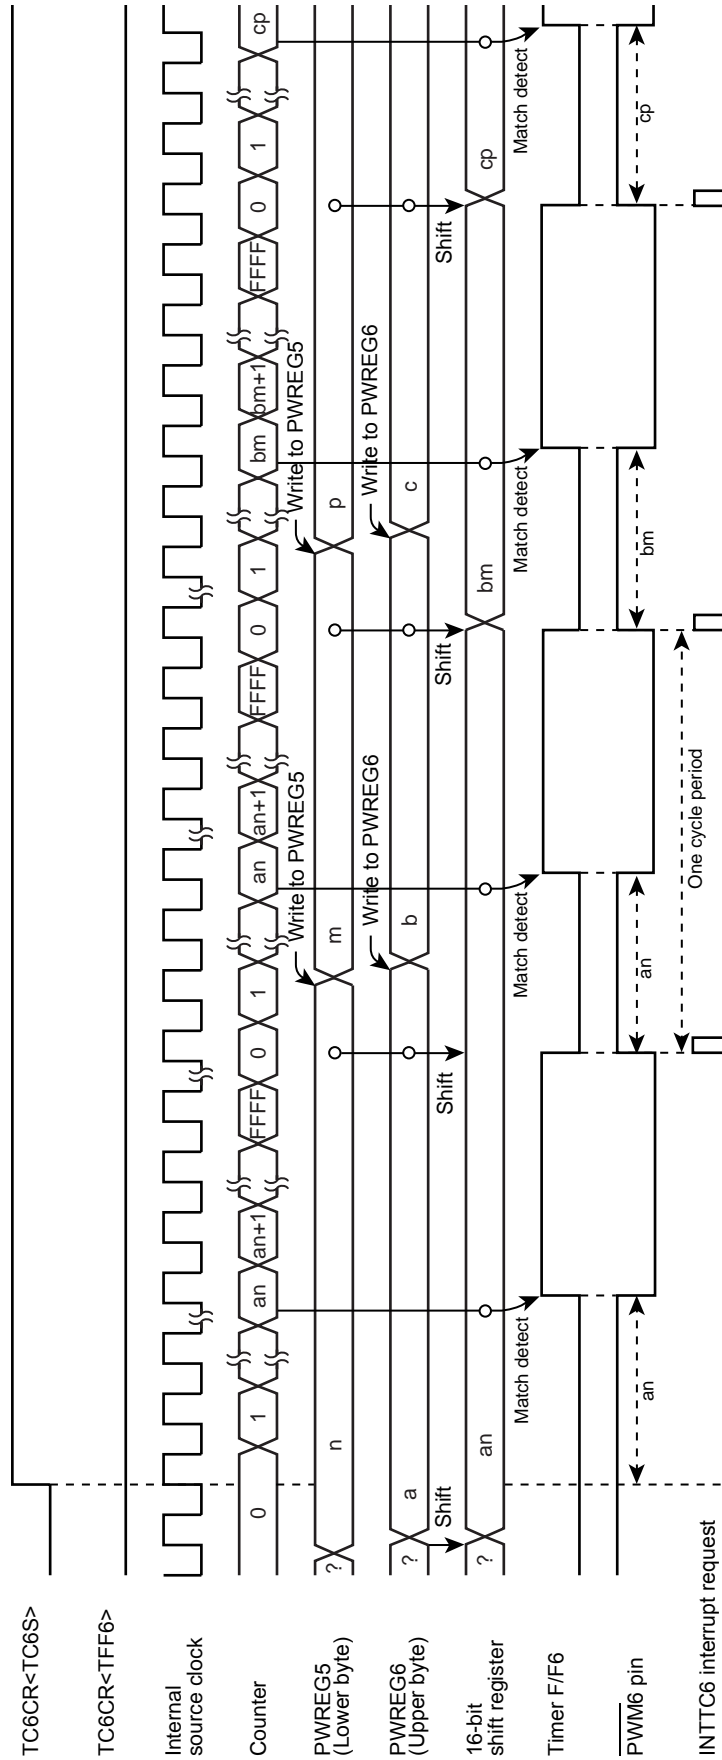 TC6CR<TC6S>
TC6CR<TFF6>
Internal
source clock
Counter
0
1
an
an+1
FFFF
0
1
an
an+1
FFFF
0
1
bm
bm+1
FFFF
0
1
cp
Write to PWREG5
Write to PWREG5
PWREG5
(Lower byte)
?
n
m
p
Write to PWREG6
Write to PWREG6
PWREG6
(Upper byte)
?
a
b
c
Shift
Shift
Shift
Shift
16-bit
shift register
?
an
bm
cp
Match detect
Match detect
Match detect
Match detect
Timer F/F6
PWM6 pin
an
an
bm
cp
One cycle period
INTTC6 interrupt request